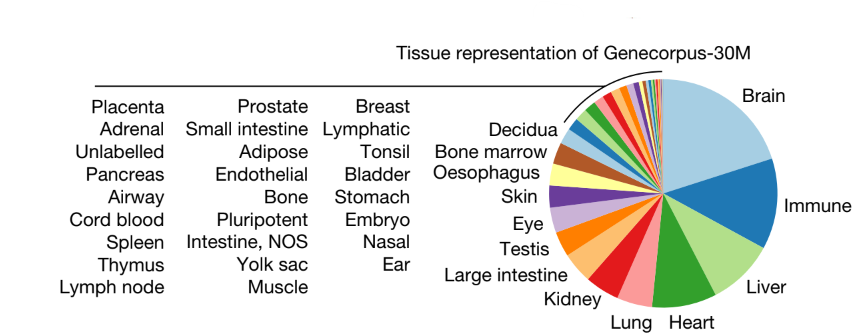 Tissue representation of Genecorpus-30M
Placenta
Adrenal
Unlabelled
Pancreas
Airway
Cord blood
Spleen
Thymus
Lymph node
Prostate
Small intestine
Adipose
Endothelial
Bone
Pluripotent
Intestine, NOS
Yolk sac
Muscle
Breast
Lymphatic
Tonsil
Bladder
Stomach
Embryo
Nasal
Ear
Decidua
Bone marrow
Oesophagus
Skin
Eye
Testis
Large intestine
Kidney
Lung
Heart
Liver
Immune
Brain